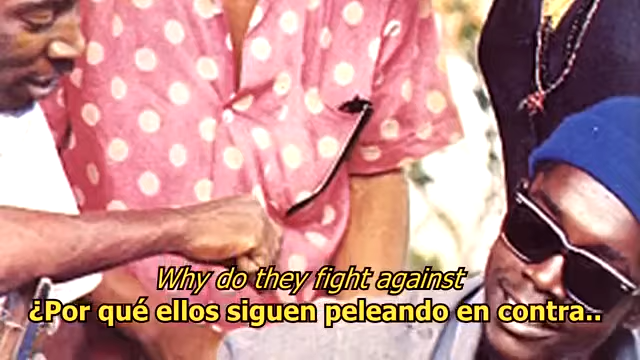 Why do they fight against
¿Por qué ellos siguen peleando en contra..